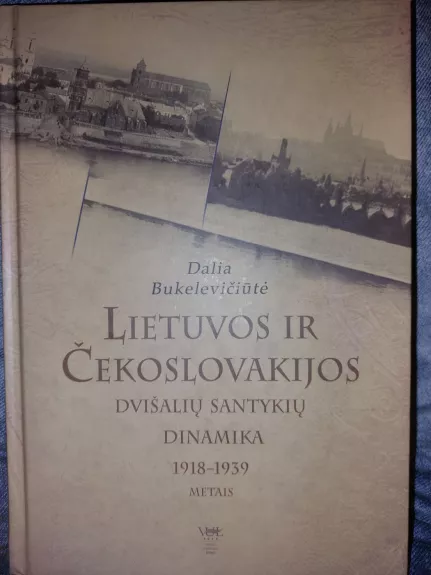 Dalia
Bukelevičiūtė
LIETUVOS IR
ČEKOSLOVAKIJOS
DVIŠALIŲ SANTYKIŲ
DINAMIKA
1918–1939
METAIS